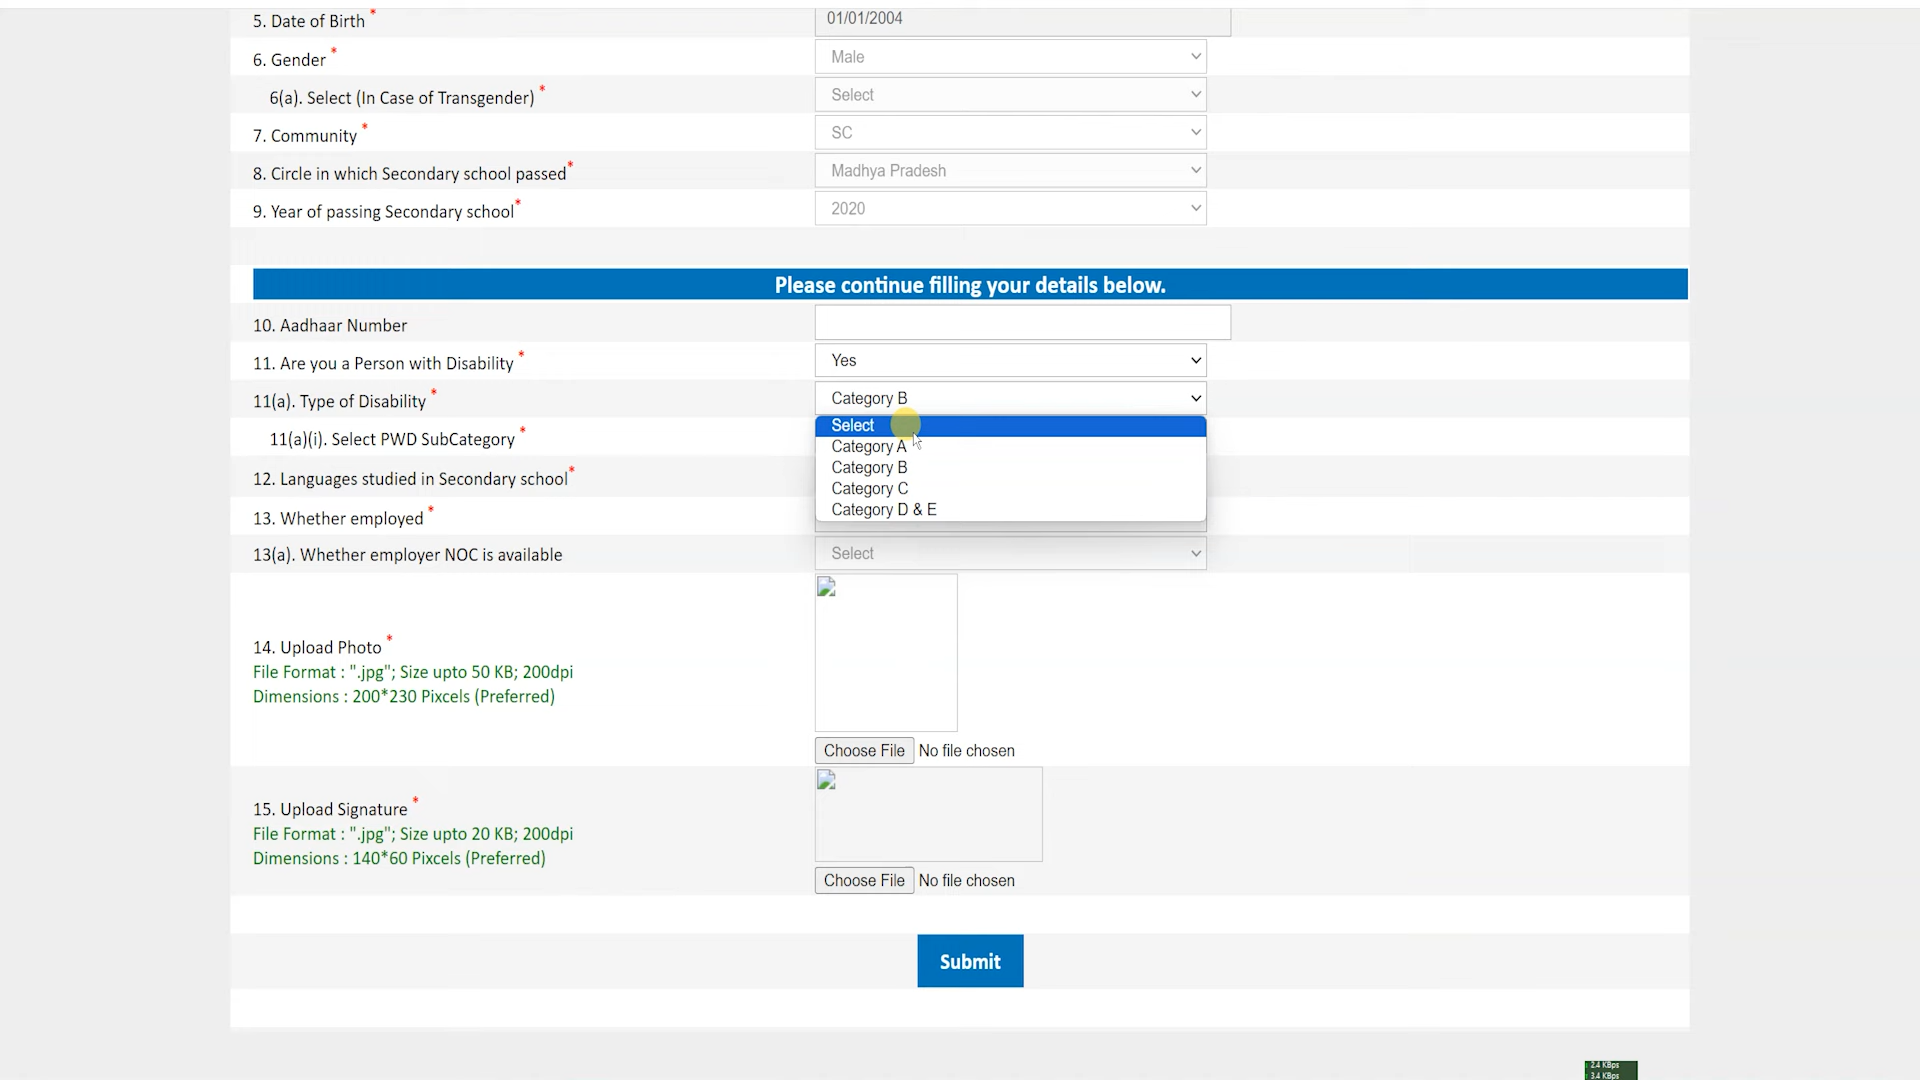 5. Date of Birth *
01/01/2004
6. Gender *
Male
6(a). Select (In Case of Transgender) *
Select
7. Community *
SC
8. Circle in which Secondary school passed*
Madhya Pradesh
9. Year of passing Secondary school*
2020
Please continue filling your details below.
10. Aadhaar Number
11. Are you a Person with Disability *
Yes
11(a). Type of Disability *
Category B
Select
Category A
Category B
Category C
Category D & E
11(a)(i). Select PWD SubCategory *
12. Languages studied in Secondary school*
13. Whether employed *
13(a). Whether employer NOC is available
Select
14. Upload Photo *
File Format : ".jpg"; Size upto 50 KB; 200dpi
Dimensions : 200*230 Pixcels (Preferred)
Choose File No file chosen
15. Upload Signature *
File Format : ".jpg"; Size upto 20 KB; 200dpi
Dimensions : 140*60 Pixcels (Preferred)
Choose File No file chosen
Submit
2.4 KBps
3.4 KBps